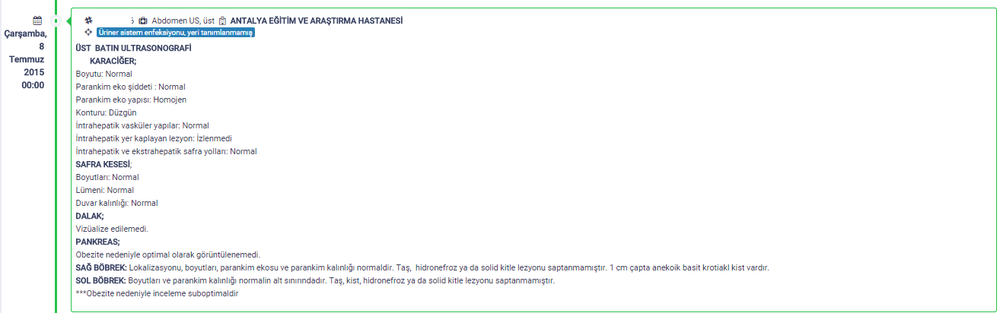 Çarşamba,
8
Temmuz
2015
00:00
6 Abdomen US, üst ANTALYA EĞİTİM VE ARAŞTIRMA HASTANESİ
Üriner sistem enfeksiyonu, yeri tanımlanmamış
ÜST BATIN ULTRASONOGRAFİ
KARACİĞER;
Boyutu: Normal
Parankim eko şiddeti : Normal
Parankim eko yapısı: Homojen
Konturu: Düzgün
İntrahepatik vasküler yapılar: Normal
İntrahepatik yer kaplayan lezyon: İzlenmedi
İntrahepatik ve ekstrahepatik safra yolları: Normal
SAFRA KESESİ;
Boyutları: Normal
Lümeni: Normal
Duvar kalınlığı: Normal
DALAK;
Vizüalize edilemedi.
PANKREAS;
Obezite nedeniyle optimal olarak görüntülenemedi.
SAĞ BÖBREK: Lokalizasyonu, boyutları, parankim ekosu ve parankim kalınlığı normaldir. Taş, hidronefroz ya da solid kitle lezyonu saptanmamıştır. 1 cm çapta anekoik basit krotiakl kist vardır.
SOL BÖBREK: Boyutları ve parankim kalınlığı normalin alt sınırındadır. Taş, kist, hidronefroz ya da solid kitle lezyonu saptanmamıştır.
***Obezite nedeniyle inceleme suboptimaldir